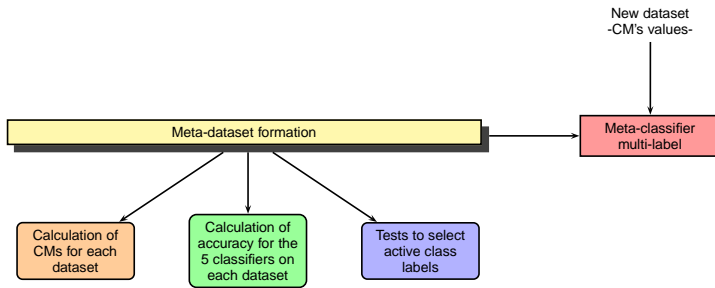 New dataset
-CM's values-
Meta-dataset formation
Meta-classifier
multi-label
Calculation of
CMs for each
dataset
Calculation of
accuracy for the
5 classifiers on
each dataset
Tests to select
active class
labels